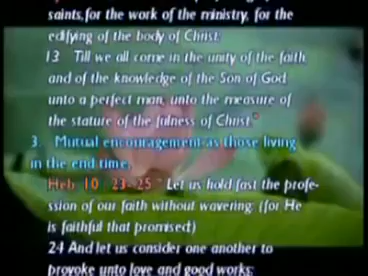 saints,for the work of the ministry, for the
edifying of the body of Christ:
13 Till we all come in the unity of the faith,
and of the knowledge of the Son of God,
unto a perfect man, unto the measure of
the stature of the fulness of Christ:"
3. Mutual encouragement as those living
in the end time.
Heb. 10: 23-25 " Let us hold fast the profe-
ssion of our faith without wavering; (for He
is faithful that promised;)
24 And let us consider one another to
provoke unto love and good works: